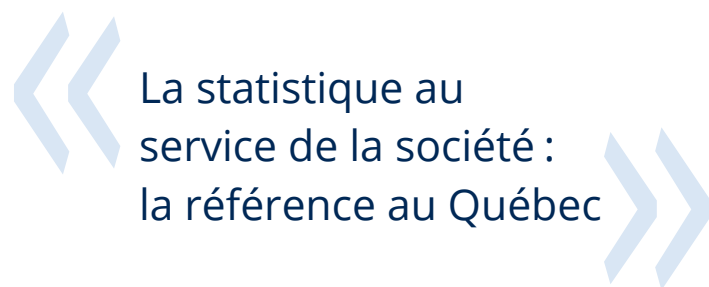 La statistique au
service de la société :
la référence au Québec